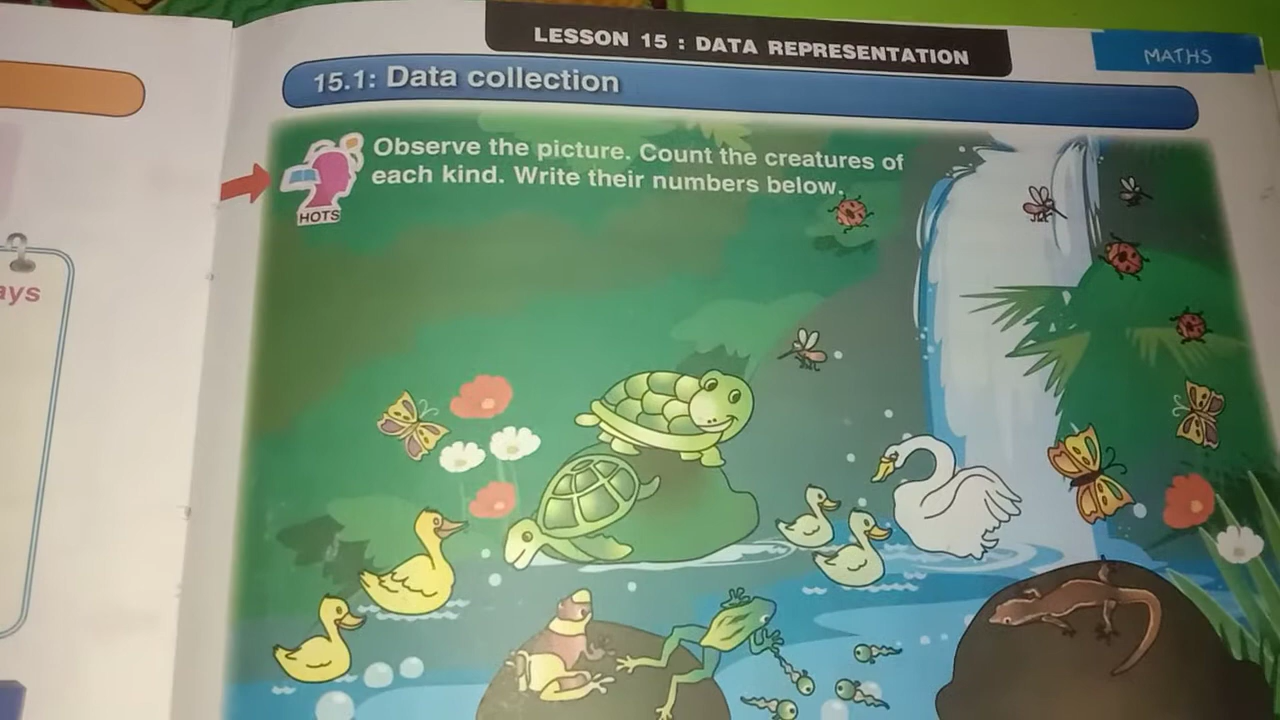 LESSON 15 : DATA REPRESENTATION
MATHS
15.1: Data collection
Observe the picture. Count the creatures of
each kind. Write their numbers below.
HOTS
ays